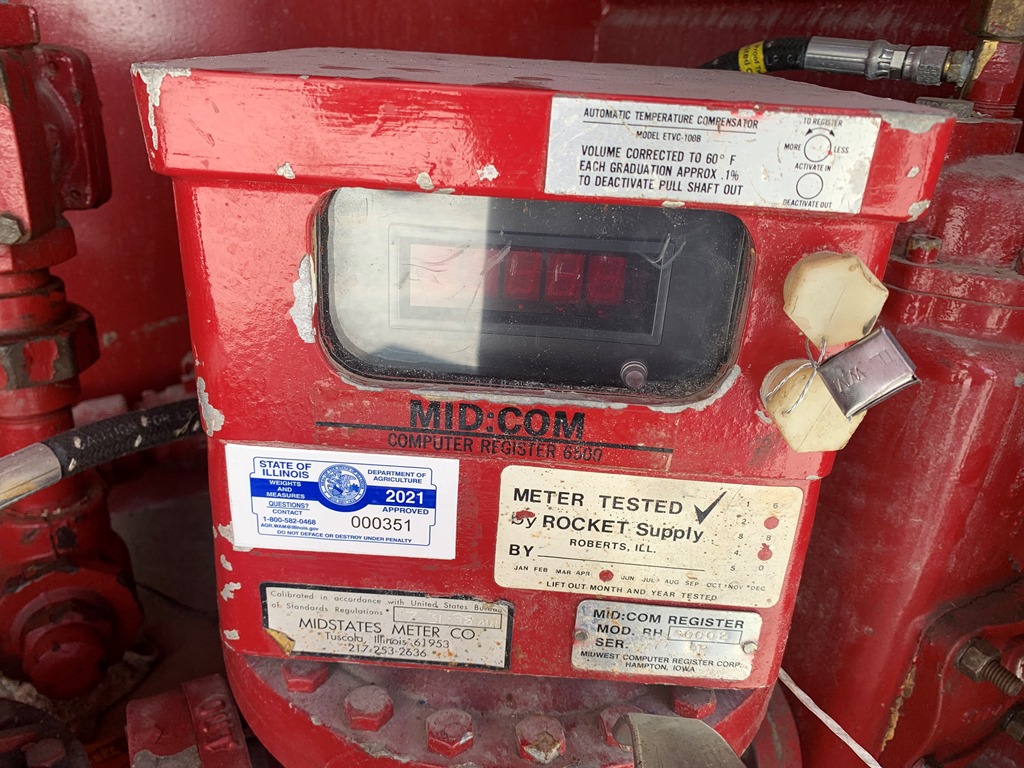 AUTOMATIC TEMPERATURE COMPENSATOR
MODEL ETVC-100B
VOLUME CORRECTED TO 60° F
EACH GRADUATION APPROX .1%
TO DEACTIVATE PULL SHAFT OUT
TO REGISTER
MORE LESS
ACTIVATE IN
DEACTIVATE OUT
MID:COM
COMPUTER REGISTER 6500
STATE OF
ILLINOIS
WEIGHTS
AND
MEASURES
QUESTIONS?
CONTACT
1-800-582-0468
AGR.WAM@illinois.gov
DEPARTMENT OF
AGRICULTURE
2021
APPROVED
000351
DO NOT DEFACE OR DESTROY UNDER PENALTY
METER TESTED
by ROCKET Supply
ROBERTS, ILL.
BY
JAN FEB MAR APR JUN JUL AUG SEP OCT NOV DEC
LIFT OUT MONTH AND YEAR TESTED
Calibrated in accordance with United States Bureau
of Standards Regulations
MIDSTATES METER CO.
Tuscola, Illinois 61953
217-253-2636
MID:COM REGISTER
MOD. RH
SER.
MIDWEST COMPUTER REGISTER CORP.
HAMPTON, IOWA